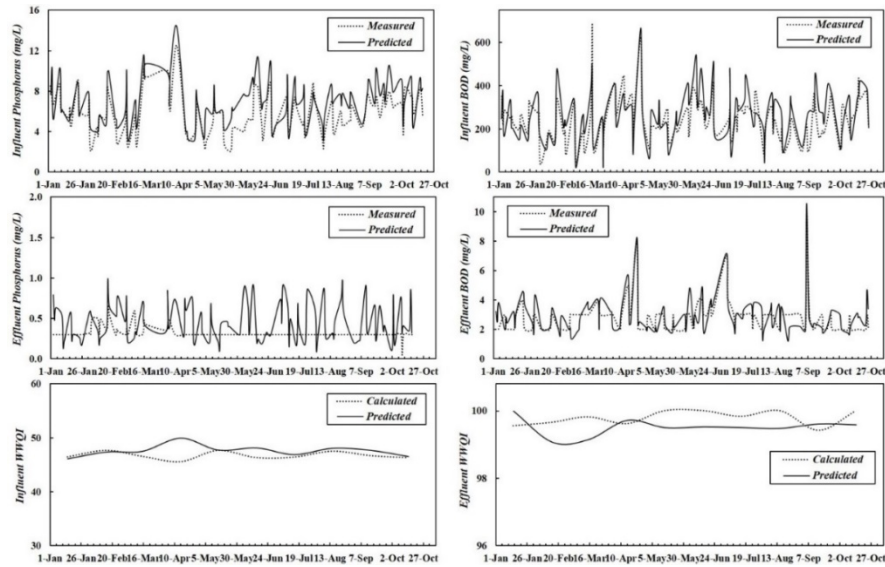 Influent Phosphorus (mg/L)
16
12
8
4
0
Measured
Predicted
1-Jan 26-Jan 20-Feb 16-Mar 10-Apr 5-May 30-May 24-Jun 19-Jul 13-Aug 7-Sep 2-Oct 27-Oct
Influent BOD (mg/L)
600
400
200
0
Measured
Predicted
1-Jan 26-Jan 20-Feb 16-Mar 10-Apr 5-May 30-May 24-Jun 19-Jul 13-Aug 7-Sep 2-Oct 27-Oct
Effluent Phosphorus (mg/L)
2.0
1.5
1.0
0.5
0.0
Measured
Predicted
1-Jan 26-Jan 20-Feb 16-Mar 10-Apr 5-May 30-May 24-Jun 19-Jul 13-Aug 7-Sep 2-Oct 27-Oct
Effluent BOD (mg/L)
10
8
6
4
2
0
Measured
Predicted
1-Jan 26-Jan 20-Feb 16-Mar 10-Apr 5-May 30-May 24-Jun 19-Jul 13-Aug 7-Sep 2-Oct 27-Oct
Influent WWQI
60
50
40
30
Calculated
Predicted
1-Jan 26-Jan 20-Feb 16-Mar 10-Apr 5-May 30-May 24-Jun 19-Jul 13-Aug 7-Sep 2-Oct 27-Oct
Effluent WWQI
100
98
96
Calculated
Predicted
1-Jan 26-Jan 20-Feb 16-Mar 10-Apr 5-May 30-May 24-Jun 19-Jul 13-Aug 7-Sep 2-Oct 27-Oct